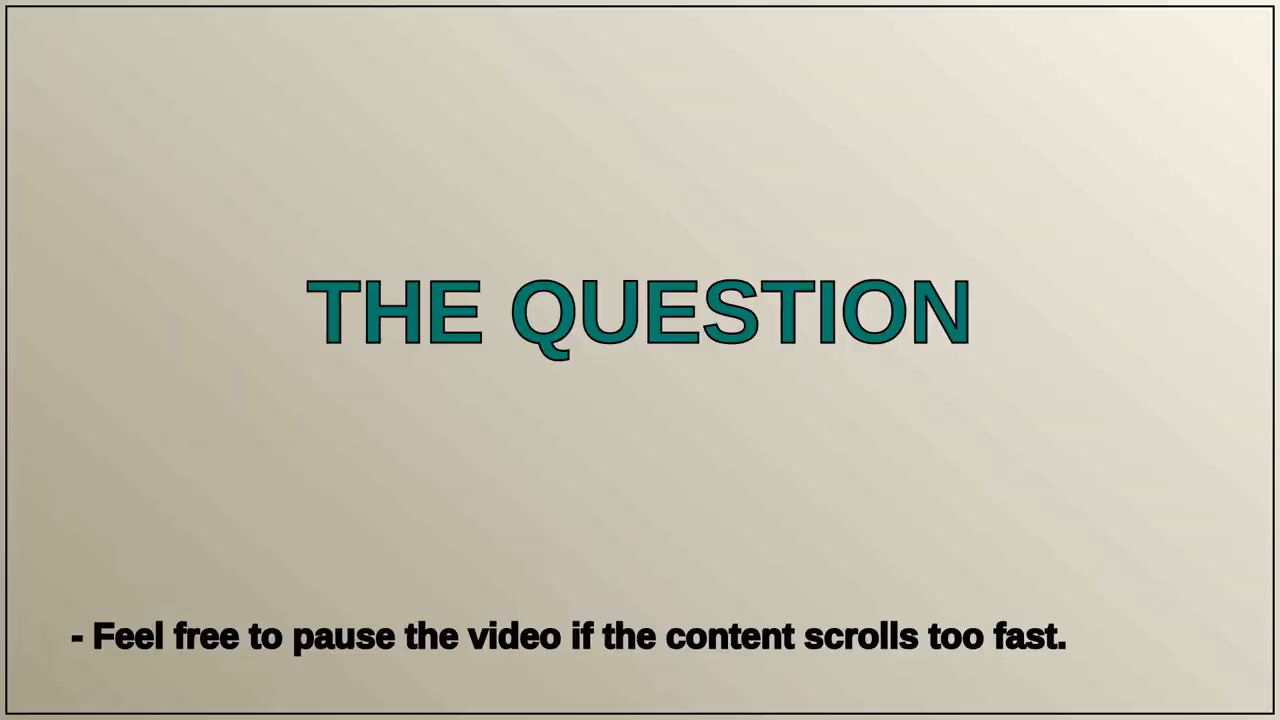 THE QUESTION
- Feel free to pause the video if the content scrolls too fast.